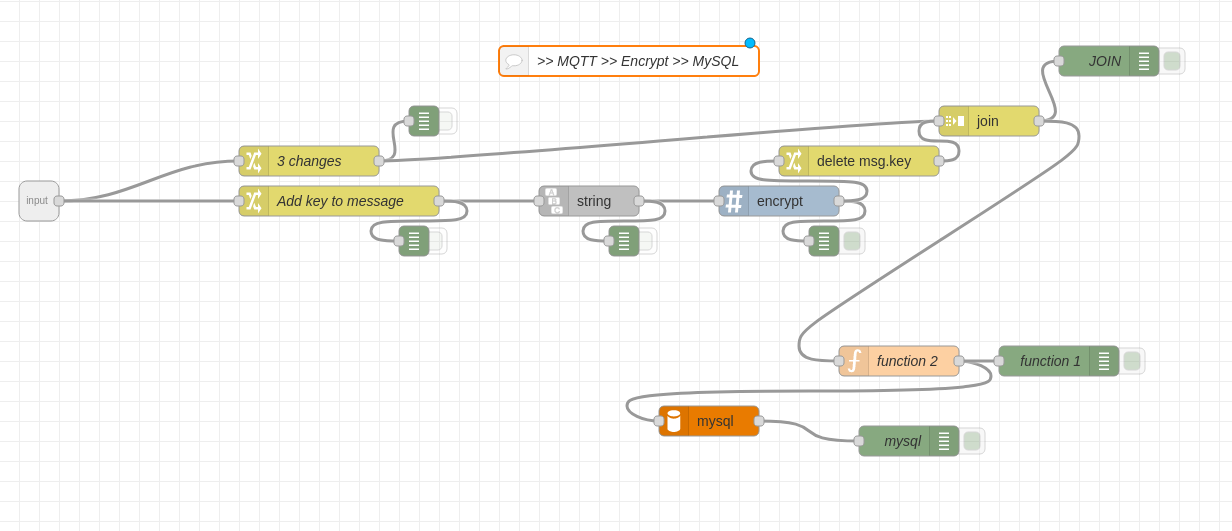 >> MQTT >> Encrypt >> MySQL
JOIN
join
3 changes
delete msg.key
input
Add key to message
string
encrypt
function 2
function 1
mysql
mysql